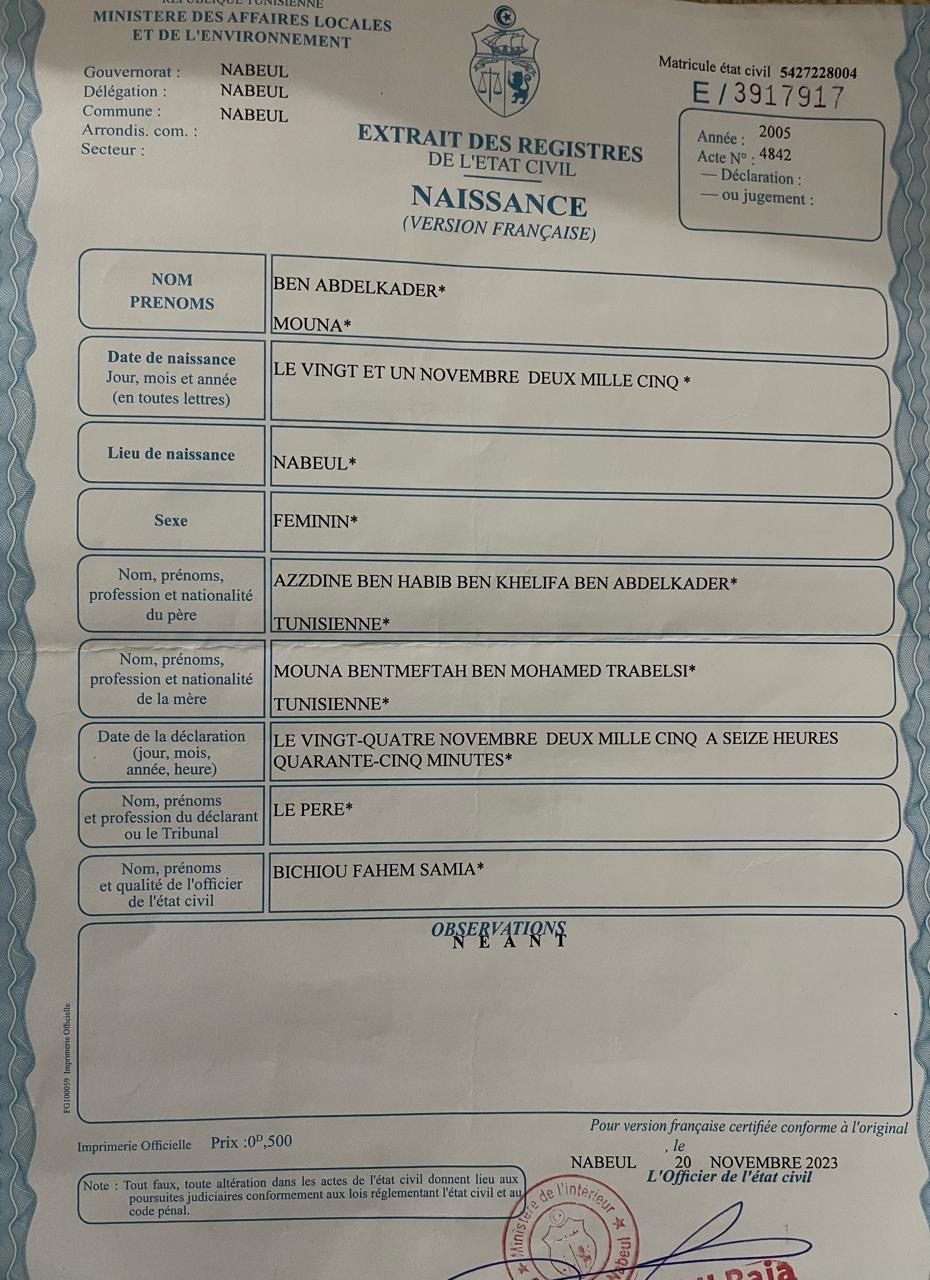 REPUBLIQUE TUNISIENNE
MINISTERE DES AFFAIRES LOCALES
ET DE L'ENVIRONNEMENT
Gouvernorat : NABEUL
Délégation : NABEUL
Commune : NABEUL
Arrondis. com. :
Secteur :
Matricule état civil 5427228004
E / 3917917
Année : 2005
Acte N° : 4842
— Déclaration :
— ou jugement :
EXTRAIT DES REGISTRES
DE L'ETAT CIVIL
NAISSANCE
(VERSION FRANÇAISE)
NOM
PRENOMS
BEN ABDELKADER*
MOUNA*
Date de naissance
Jour, mois et année
(en toutes lettres)
LE VINGT ET UN NOVEMBRE DEUX MILLE CINQ *
Lieu de naissance
NABEUL*
Sexe
FEMININ*
Nom, prénoms,
profession et nationalité
du père
AZZDINE BEN HABIB BEN KHELIFA BEN ABDELKADER*
TUNISIENNE*
Nom, prénoms,
profession et nationalité
de la mère
MOUNA BENTMEFTAH BEN MOHAMED TRABELSI*
TUNISIENNE*
Date de la déclaration
(jour, mois,
année, heure)
LE VINGT-QUATRE NOVEMBRE DEUX MILLE CINQ A SEIZE HEURES
QUARANTE-CINQ MINUTES*
Nom, prénoms
et profession du déclarant
ou le Tribunal
LE PERE*
Nom, prénoms
et qualité de l'officier
de l'état civil
BICHIOU FAHEM SAMIA*
OBSERVATIONS
N E A N T
FG100059 Imprimerie Officielle
Imprimerie Officielle Prix :0ᴰ,500
Pour version française certifiée conforme à l'original
, le
NABEUL 20 NOVEMBRE 2023
L'Officier de l'état civil
Note : Tout faux, toute altération dans les actes de l'état civil donnent lieu aux
poursuites judiciaires conformement aux lois réglementant l'état civil et au
code pénal.
Ministère de l'intérieur
Nabeul
Raja